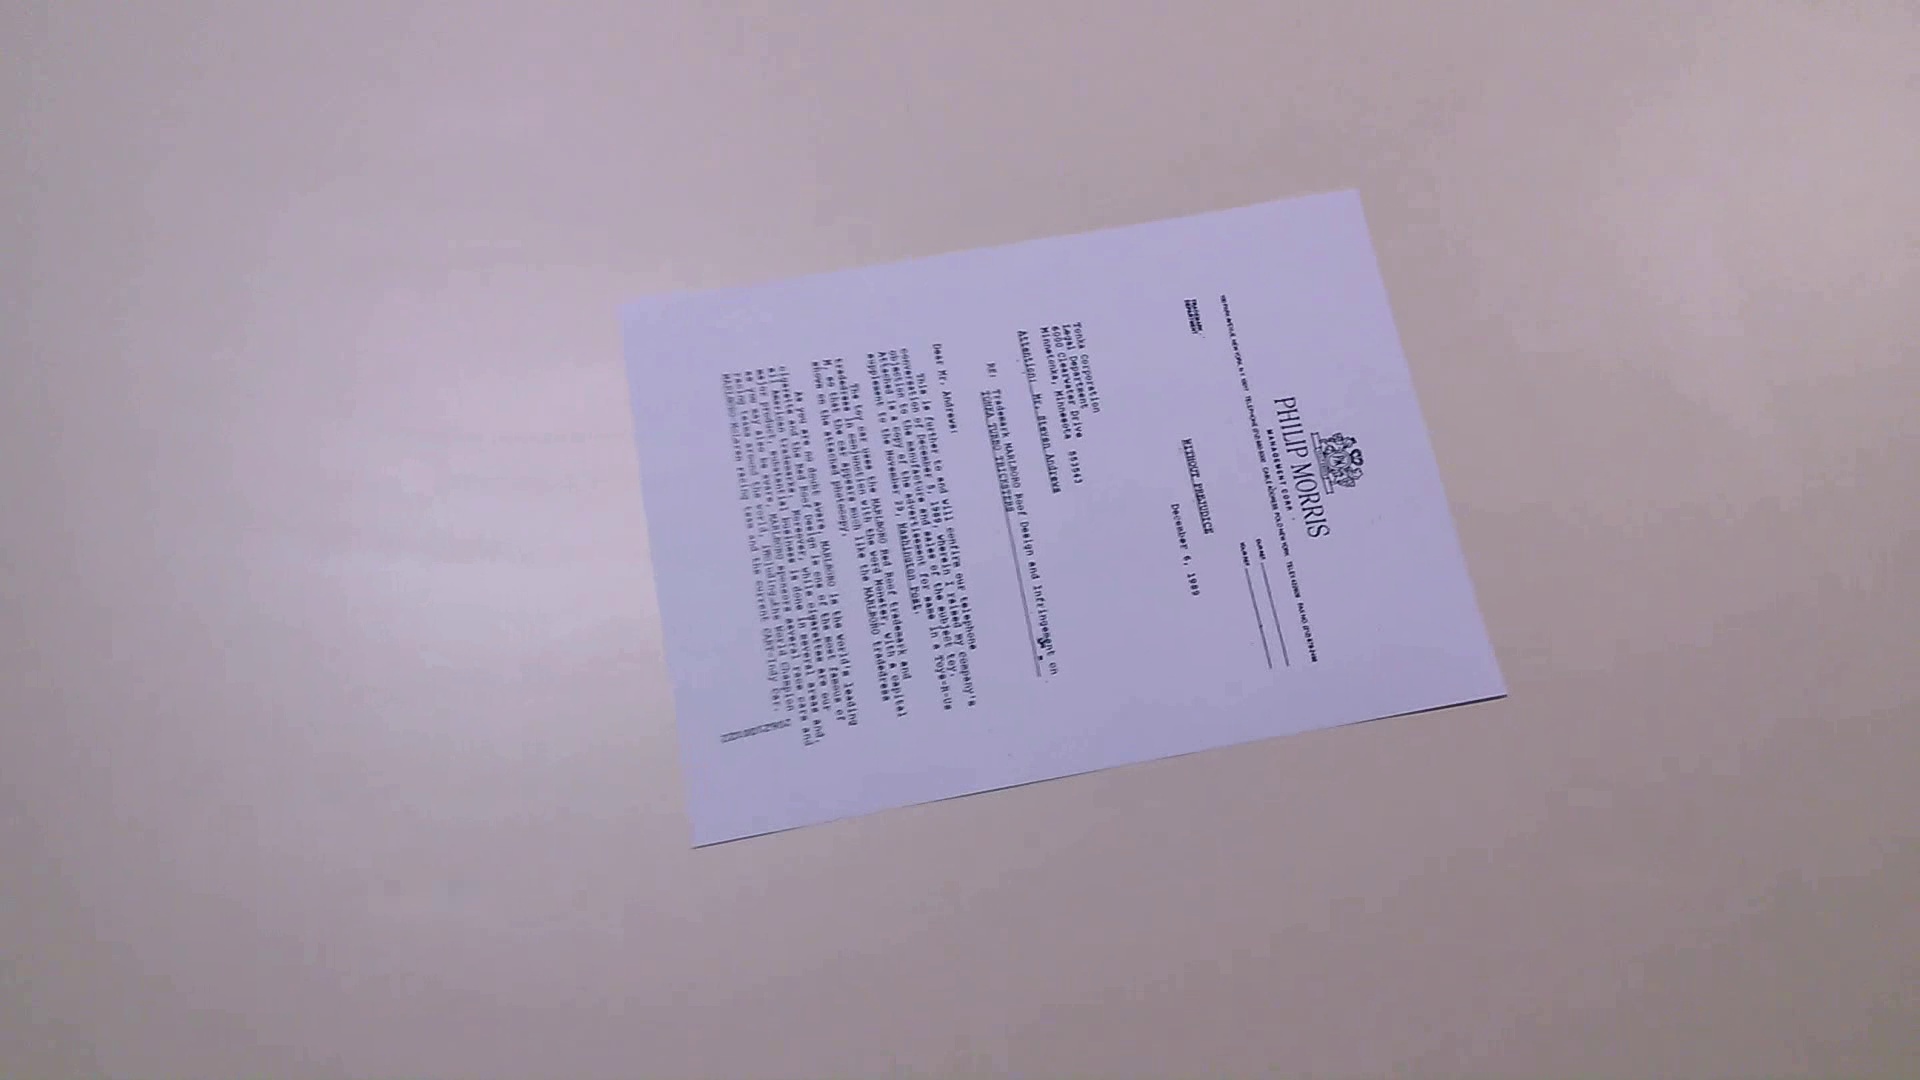 PHILIP MORRIS
MANAGEMENT CORP.
TRADEMARK
DEPARTMENT
WITHOUT PREJUDICE
December 6, 1989
Tonka Corporation
Legal Department
6000 Clearwater Drive
Minnetonka, Minnesota 553543
Attention: Mr. Steven Andrews
RE: Trademark MARLBORO Roof Design and Infringement on
TONKA TURBO TRICKSTERS
Dear Mr. Andrews:
This is further to and will confirm our telephone
conversation of December 5, 1989, wherein I raised my company's
objection to the manufacture and sales of the subject toy.
Attached is a copy of the advertisement for same in a Toys-R-Us
supplement to the November 29, Washington Post.
The toy car uses the MARLBORO Red Roof trademark and
tradedress in conjunction with the word Monster, with a capital
M, so that the car appears much like the MARLBORO tradedress
shown on the attached photocopy.
As you are no doubt aware, MARLBORO is the world's leading
cigarette and the Red Roof Design is one of the most famous of
all American trademarks. Moreover, while cigarettes are our
major product, substantial business is done in several areas and,
as you may also be aware, MARLBORO sponsors several race cars and
racing teams around the world, including the World Champion
MARLBORO McLaren racing team and the current CART-Indy Car.